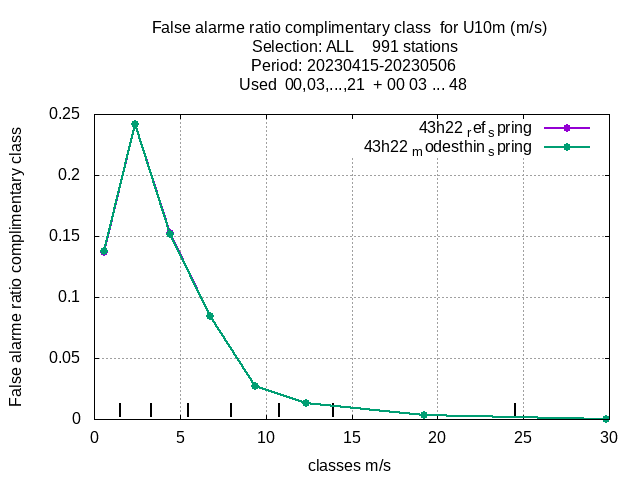 False alarme ratio complimentary class  for U10m (m/s)
Selection: ALL    991 stations
Period: 20230415-20230506
Used  00,03,...,21  + 00 03 ... 48
43h22 ref spring
43h22 modesthin spring
False alarme ratio complimentary class
0.25
0.2
0.15
0.1
0.05
0
0 5 10 15 20 25 30
classes m/s